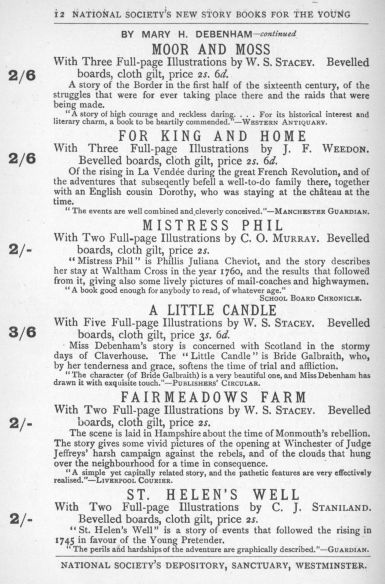 12 NATIONAL SOCIETY'S NEW STORY BOOKS FOR THE YOUNG
BY MARY H. DEBENHAM—continued
MOOR AND MOSS
2/6 With Three Full-page Illustrations by W. S. STACEY. Bevelled
boards, cloth gilt, price 2s. 6d.
A story of the Border in the first half of the sixteenth century, of the
struggles that were for ever taking place there and the raids that were
being made.
"A story of high courage and reckless daring. . . . For its historical interest and
literary charm, a book to be heartily commended."—WESTERN ANTIQUARY.
FOR KING AND HOME
2/6 With Three Full-page Illustrations by J. F. WEEDON.
Bevelled boards, cloth gilt, price 2s. 6d.
Of the rising in La Vendée during the great French Revolution, and of
the adventures that subseqently befell a well-to-do family there, together
with an English cousin Dorothy, who was staying at the château at the
time.
"The events are well combined and cleverly conceived."—MANCHESTER GUARDIAN.
MISTRESS PHIL
2/- With Two Full-page Illustrations by C. O. MURRAY. Bevelled
boards, cloth gilt, price 2s.
"Mistress Phil" is Phillis Juliana Cheviot, and the story describes
her stay at Waltham Cross in the year 1760, and the results that followed
from it, giving also some lively pictures of mail-coaches and highwaymen.
"A book good enough for anybody to read, of whatever age."
SCHOOL BOARD CHRONICLE.
A LITTLE CANDLE
3/6 With Five Full-page Illustrations by W. S. STACEY. Bevelled
boards, cloth gilt, price 3s. 6d.
Miss Debenham's story is concerned with Scotland in the stormy
days of Claverhouse. The "Little Candle" is Bride Galbraith, who,
by her tenderness and grace, softens the time of trial and affliction.
"The character (of Bride Galbraith) is a very beautiful one, and Miss Debenham has
drawn it with exquisite touch."—PUBLISHERS' CIRCULAR.
FAIRMEADOWS FARM
2/- With Two Full-page Illustrations by W. S. STACEY. Bevelled
boards, cloth gilt, price 2s.
The scene is laid in Hampshire about the time of Monmouth's rebellion.
The story gives some vivid pictures of the opening at Winchester of Judge
Jeffreys' harsh campaign against the rebels, and of the clouds that hung
over the neighbourhood for a time in consequence.
"A simple yet capitally related story, and the pathetic features are very effectively
realised."—LIVERPOOL COURIER.
ST. HELEN'S WELL
2/- With Two Full-page Illustrations by C. J. STANILAND.
Bevelled boards, cloth gilt, price 2s.
"St. Helen's Well" is a story of events that followed the rising in
1745 in favour of the Young Pretender.
"The perils and hardships of the adventure are graphically described."—GUARDIAN.
NATIONAL SOCIETY'S DEPOSITORY, SANCTUARY, WESTMINSTER.